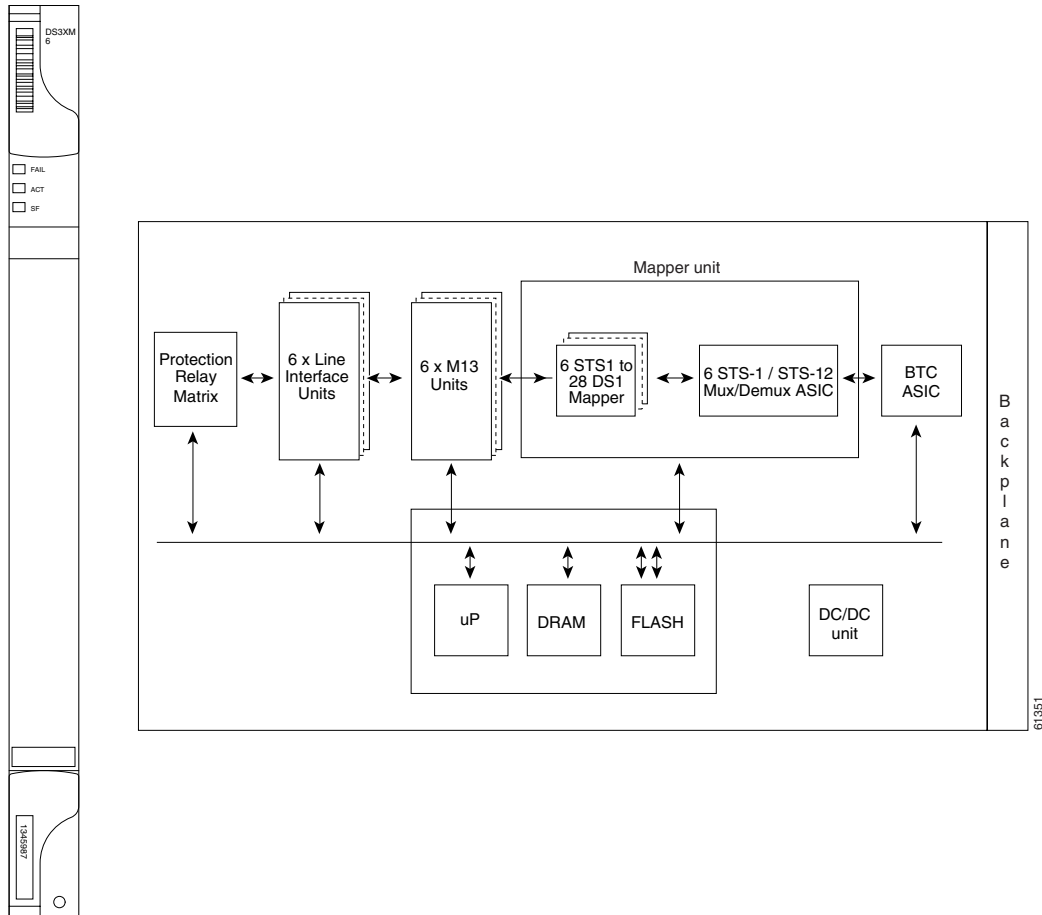 DS3XM
6
FAIL
ACT
SF
1345987
Mapper unit
Protection
Relay
Matrix
6 x Line
Interface
Units
6 x M13
Units
6 STS1 to
28 DS1
Mapper
6 STS-1 / STS-12
Mux/Demux ASIC
BTC
ASIC
uP
DRAM
FLASH
DC/DC
unit
B
a
c
k
p
l
a
n
e
61351